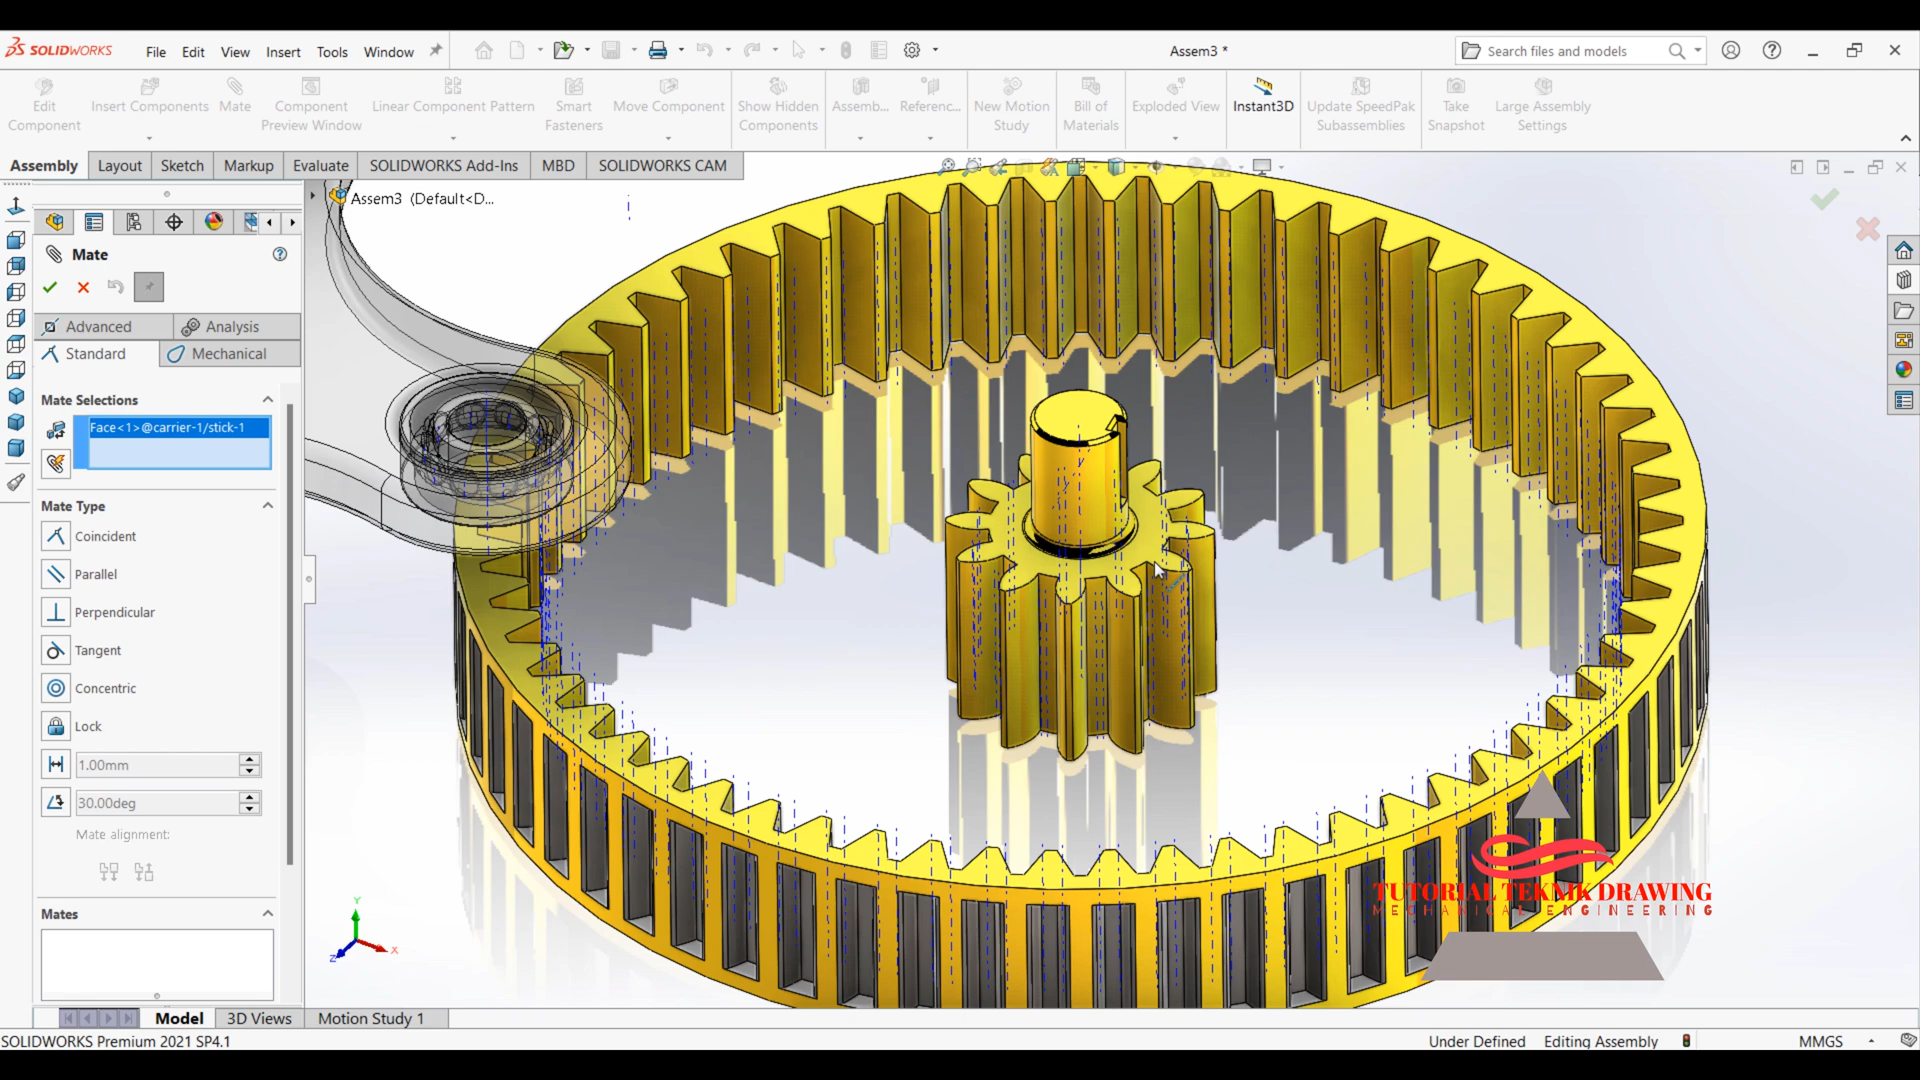 SOLIDWORKS
File Edit View Insert Tools Window
Assem3 *
Search files and models
Edit Component
Insert Components
Mate
Component Preview Window
Linear Component Pattern
Smart Fasteners
Move Component
Show Hidden Components
Assemb...
Referenc...
New Motion Study
Bill of Materials
Exploded View
Instant3D
Update SpeedPak Subassemblies
Take Snapshot
Large Assembly Settings
Assembly Layout Sketch Markup Evaluate SOLIDWORKS Add-Ins MBD SOLIDWORKS CAM
Assem3 (Default<D...
Mate
Advanced Analysis
Standard Mechanical
Mate Selections
Face<1>@carrier-1/stick-1
Mate Type
Coincident
Parallel
Perpendicular
Tangent
Concentric
Lock
1.00mm
30.00deg
Mate alignment:
Mates
Y
X
Z
TUTORIAL TEKNIK DRAWING
MECHANICAL ENGINEERING
Model 3D Views Motion Study 1
SOLIDWORKS Premium 2021 SP4.1
Under Defined Editing Assembly MMGS